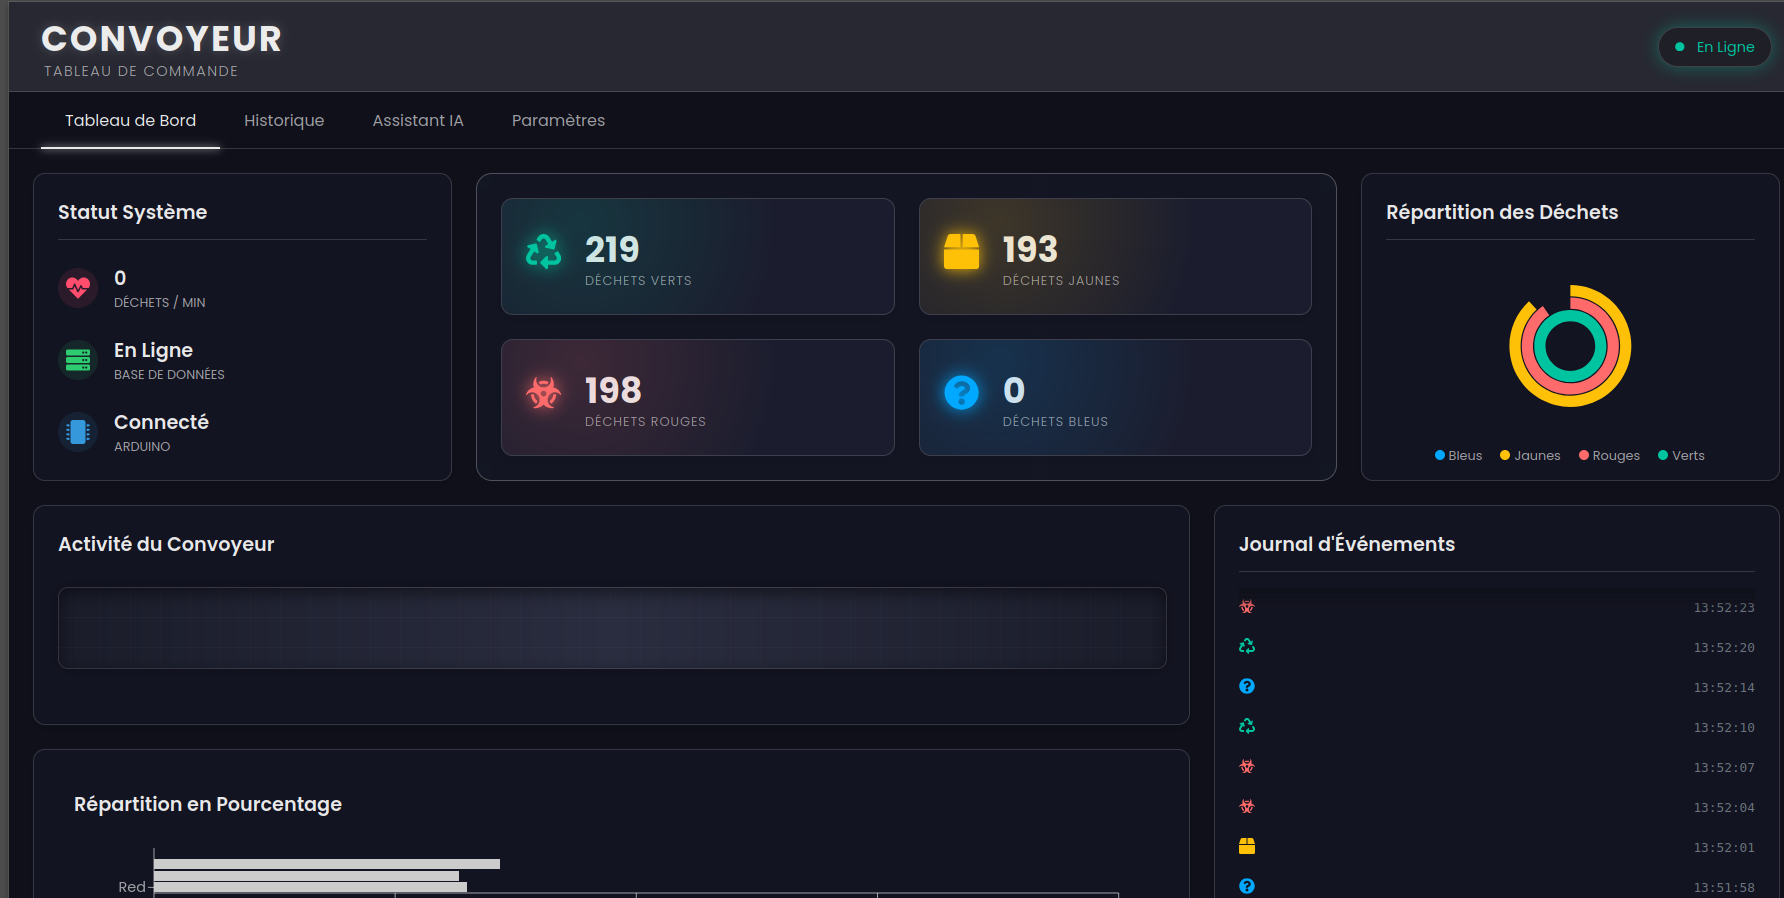 CONVOYEUR
TABLEAU DE COMMANDE
En Ligne
Tableau de Bord
Historique
Assistant IA
Paramètres
Statut Système
0
DÉCHETS / MIN
En Ligne
BASE DE DONNÉES
Connecté
ARDUINO
219
DÉCHETS VERTS
193
DÉCHETS JAUNES
198
DÉCHETS ROUGES
0
DÉCHETS BLEUS
Répartition des Déchets
Bleus
Jaunes
Rouges
Verts
Activité du Convoyeur
Répartition en Pourcentage
Red
Journal d'Événements
13:52:23
13:52:20
13:52:14
13:52:10
13:52:07
13:52:04
13:52:01
13:51:58